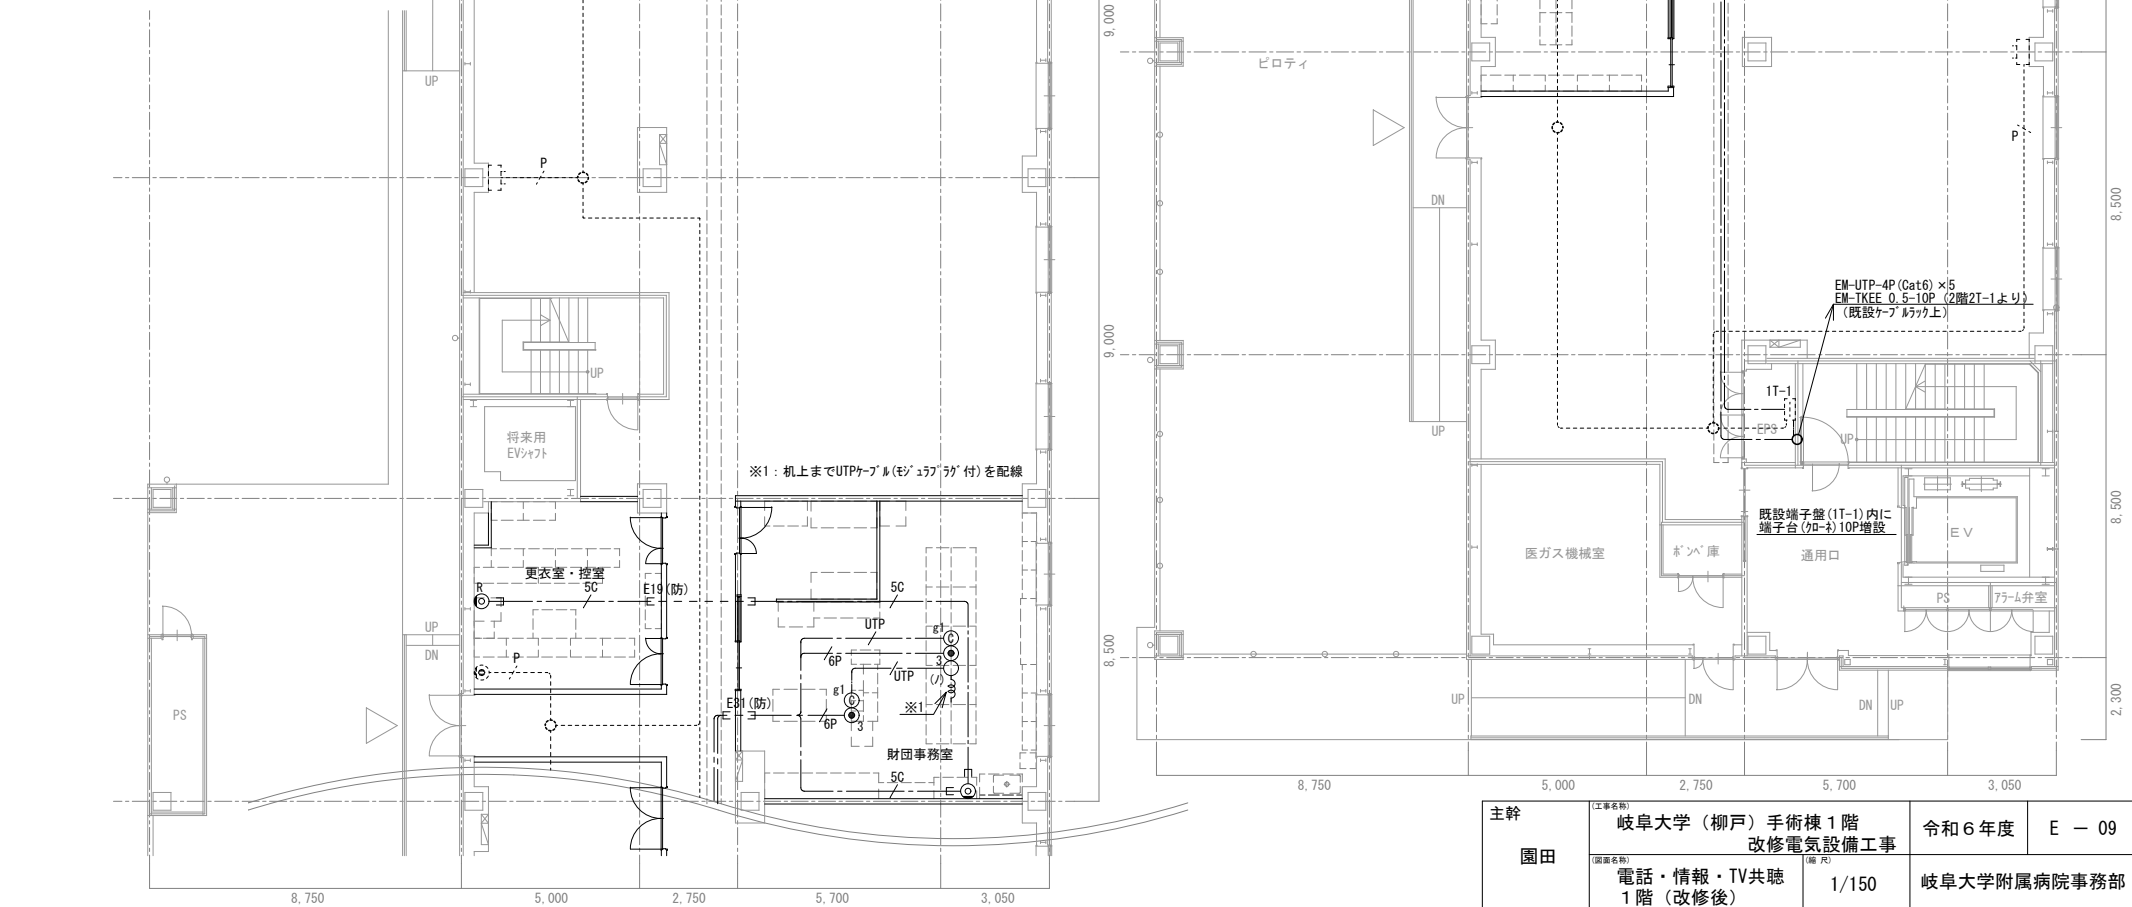 9,000
ピロティ
UP
P
P
DN
8,500
EM-UTP-4P(Cat6)×5
EM-TKEE 0.5-10P (2階2T-1より)
(既設ケーブルラック上)
9,000
UP
1T-1
EPS
UP
UP
将来用
EVシャフト
※1：机上までUTPケーブル(モジュラプラグ付)を配線
既設端子盤(1T-1)内に
端子台(クローネ)10P増設
8,500
EV
医ガス機械室
ボンベ庫
通用口
更衣室・控室
R
5C
E19(防)
5C
PS
アラーム弁室
UP
DN
UTP
g1
C
6P
3
8,500
P
UTP
(ﾉ)
g1
C
※1
PS
E31(防)
6P
3
UP
DN
DN
UP
2,300
財団事務室
5C
8,750
5,000
2,750
5,700
3,050
8,750
5,000
2,750
5,700
3,050
主幹
園田
(工事名称)
岐阜大学（柳戸）手術棟１階
改修電気設備工事
令和６年度
E － 09
(図面名称)
電話・情報・TV共聴
１階（改修後）
(縮 尺)
1/150
岐阜大学附属病院事務部